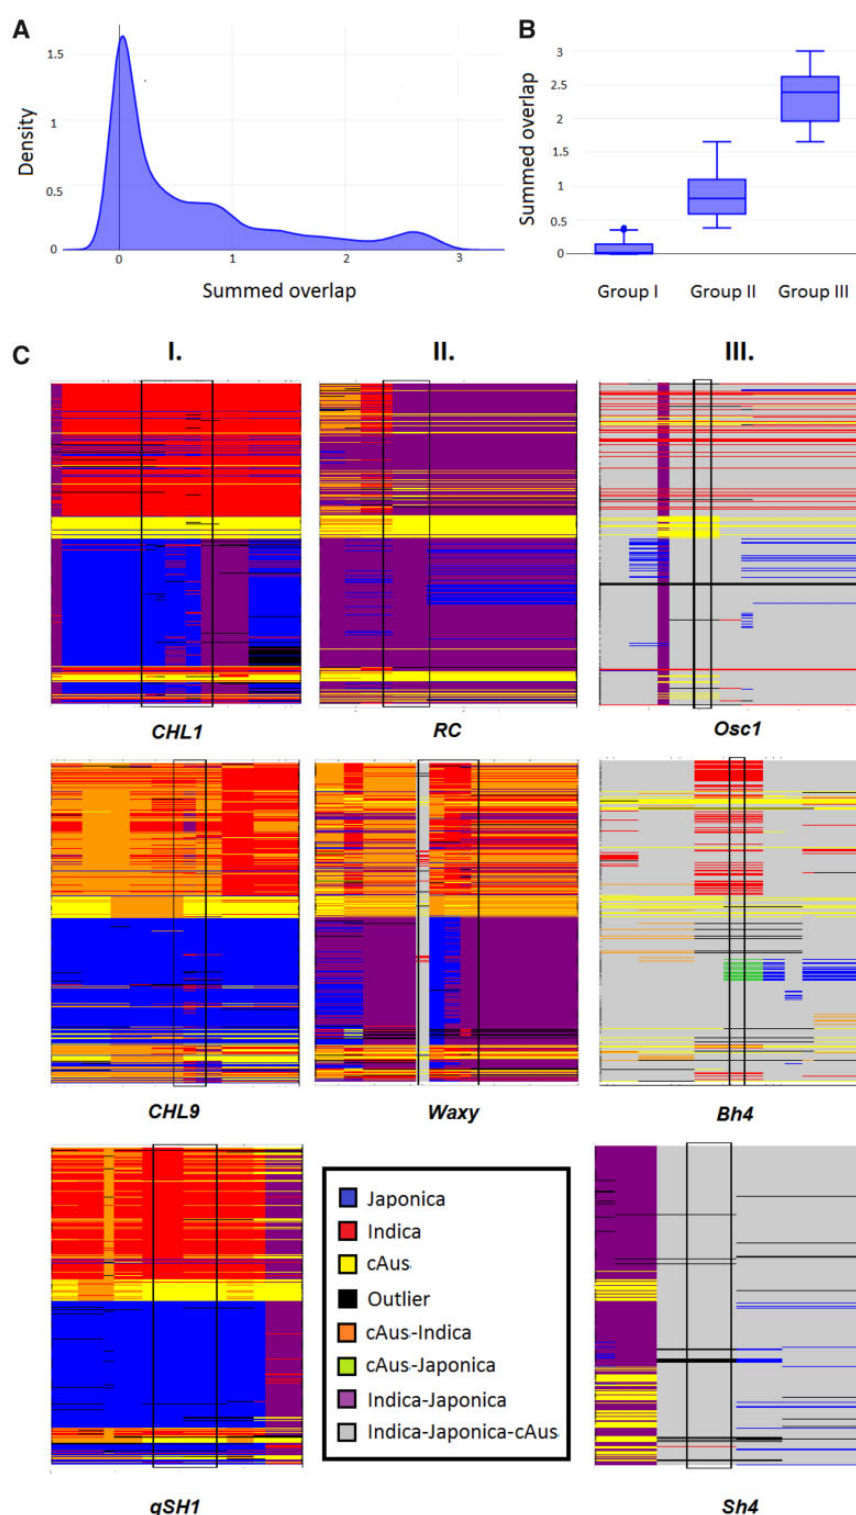 A
Density
1.5
1
0.5
0
0
1
2
3
Summed overlap
B
Summed overlap
3
2.5
2
1.5
1
0.5
0
Group I
Group II
Group III
C
I.
II.
III.
CHL1
RC
Osc1
CHL9
Waxy
Bh4
Japonica
Indica
cAus
Outlier
cAus-Indica
cAus-Japonica
Indica-Japonica
Indica-Japonica-cAus
qSH1
Sh4